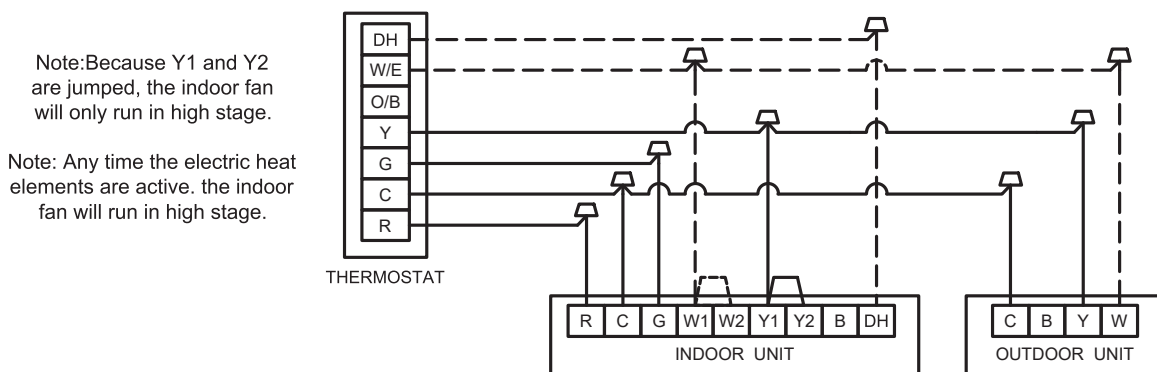 Note:Because Y1 and Y2
are jumped, the indoor fan
will only run in high stage.
Note: Any time the electric heat
elements are active. the indoor
fan will run in high stage.
DH
W/E
O/B
Y
G
C
R
THERMOSTAT
R C G W1 W2 Y1 Y2 B DH
INDOOR UNIT
C B Y W
OUTDOOR UNIT